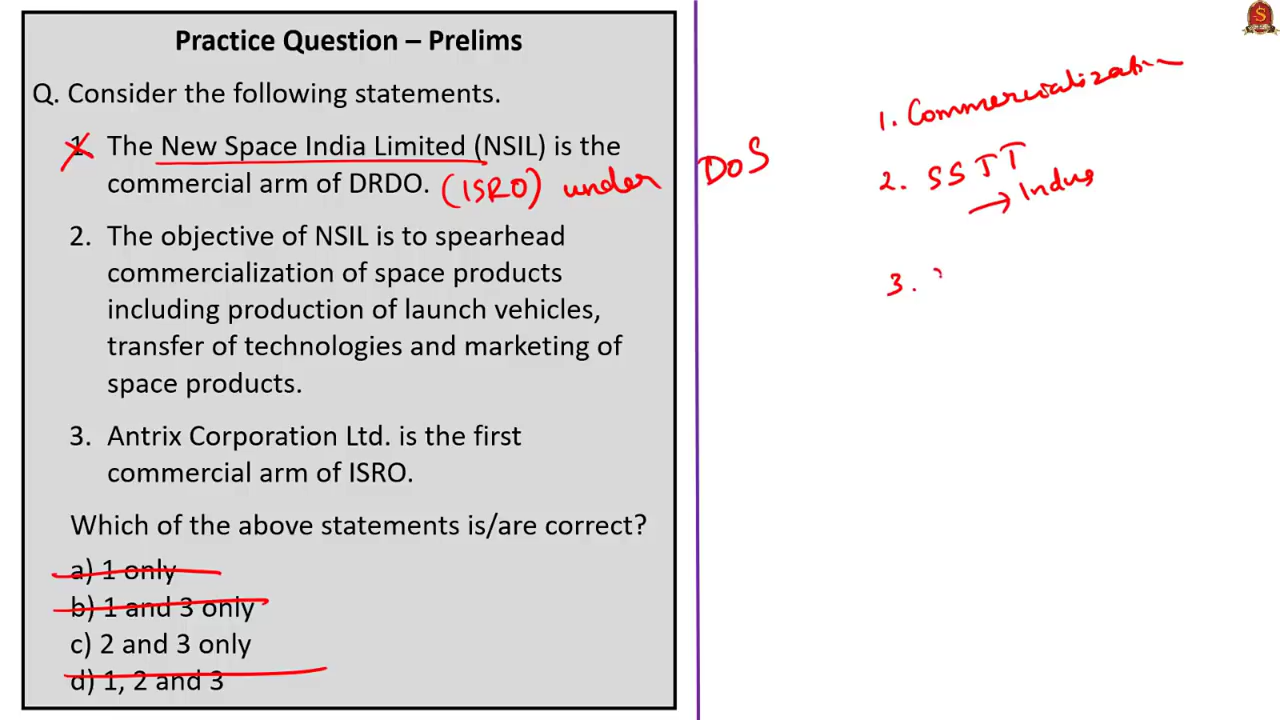 Practice Question – Prelims
Q. Consider the following statements.
1. The New Space India Limited (NSIL) is the
commercial arm of DRDO. (ISRO) under DoS
2. The objective of NSIL is to spearhead
commercialization of space products
including production of launch vehicles,
transfer of technologies and marketing of
space products.
3. Antrix Corporation Ltd. is the first
commercial arm of ISRO.
Which of the above statements is/are correct?
a) 1 only
b) 1 and 3 only
c) 2 and 3 only
d) 1, 2 and 3
1. Commercialization
2. SSTT
→ Indus
3.